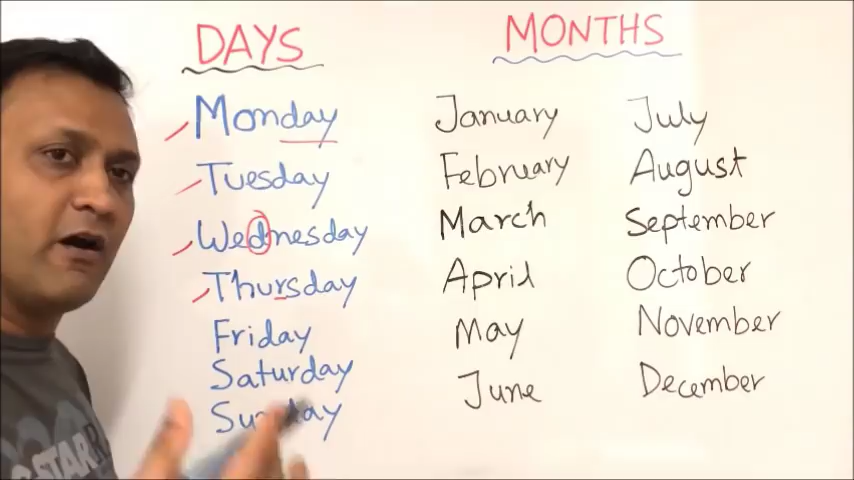 DAYS
MONTHS
Monday
Tuesday
Wednesday
Thursday
Friday
Saturday
Sunday
January
February
March
April
May
June
July
August
September
October
November
December